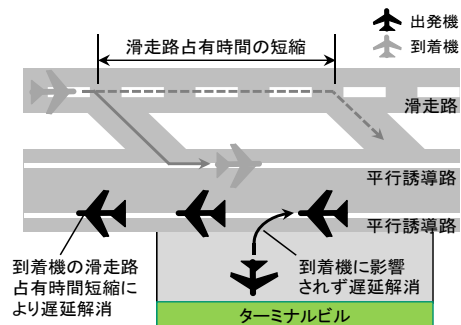 出発機
到着機
滑走路占有時間の短縮
滑走路
平行誘導路
平行誘導路
到着機の滑走路
占有時間短縮に
より遅延解消
到着機に影響
されず遅延解消
ターミナルビル